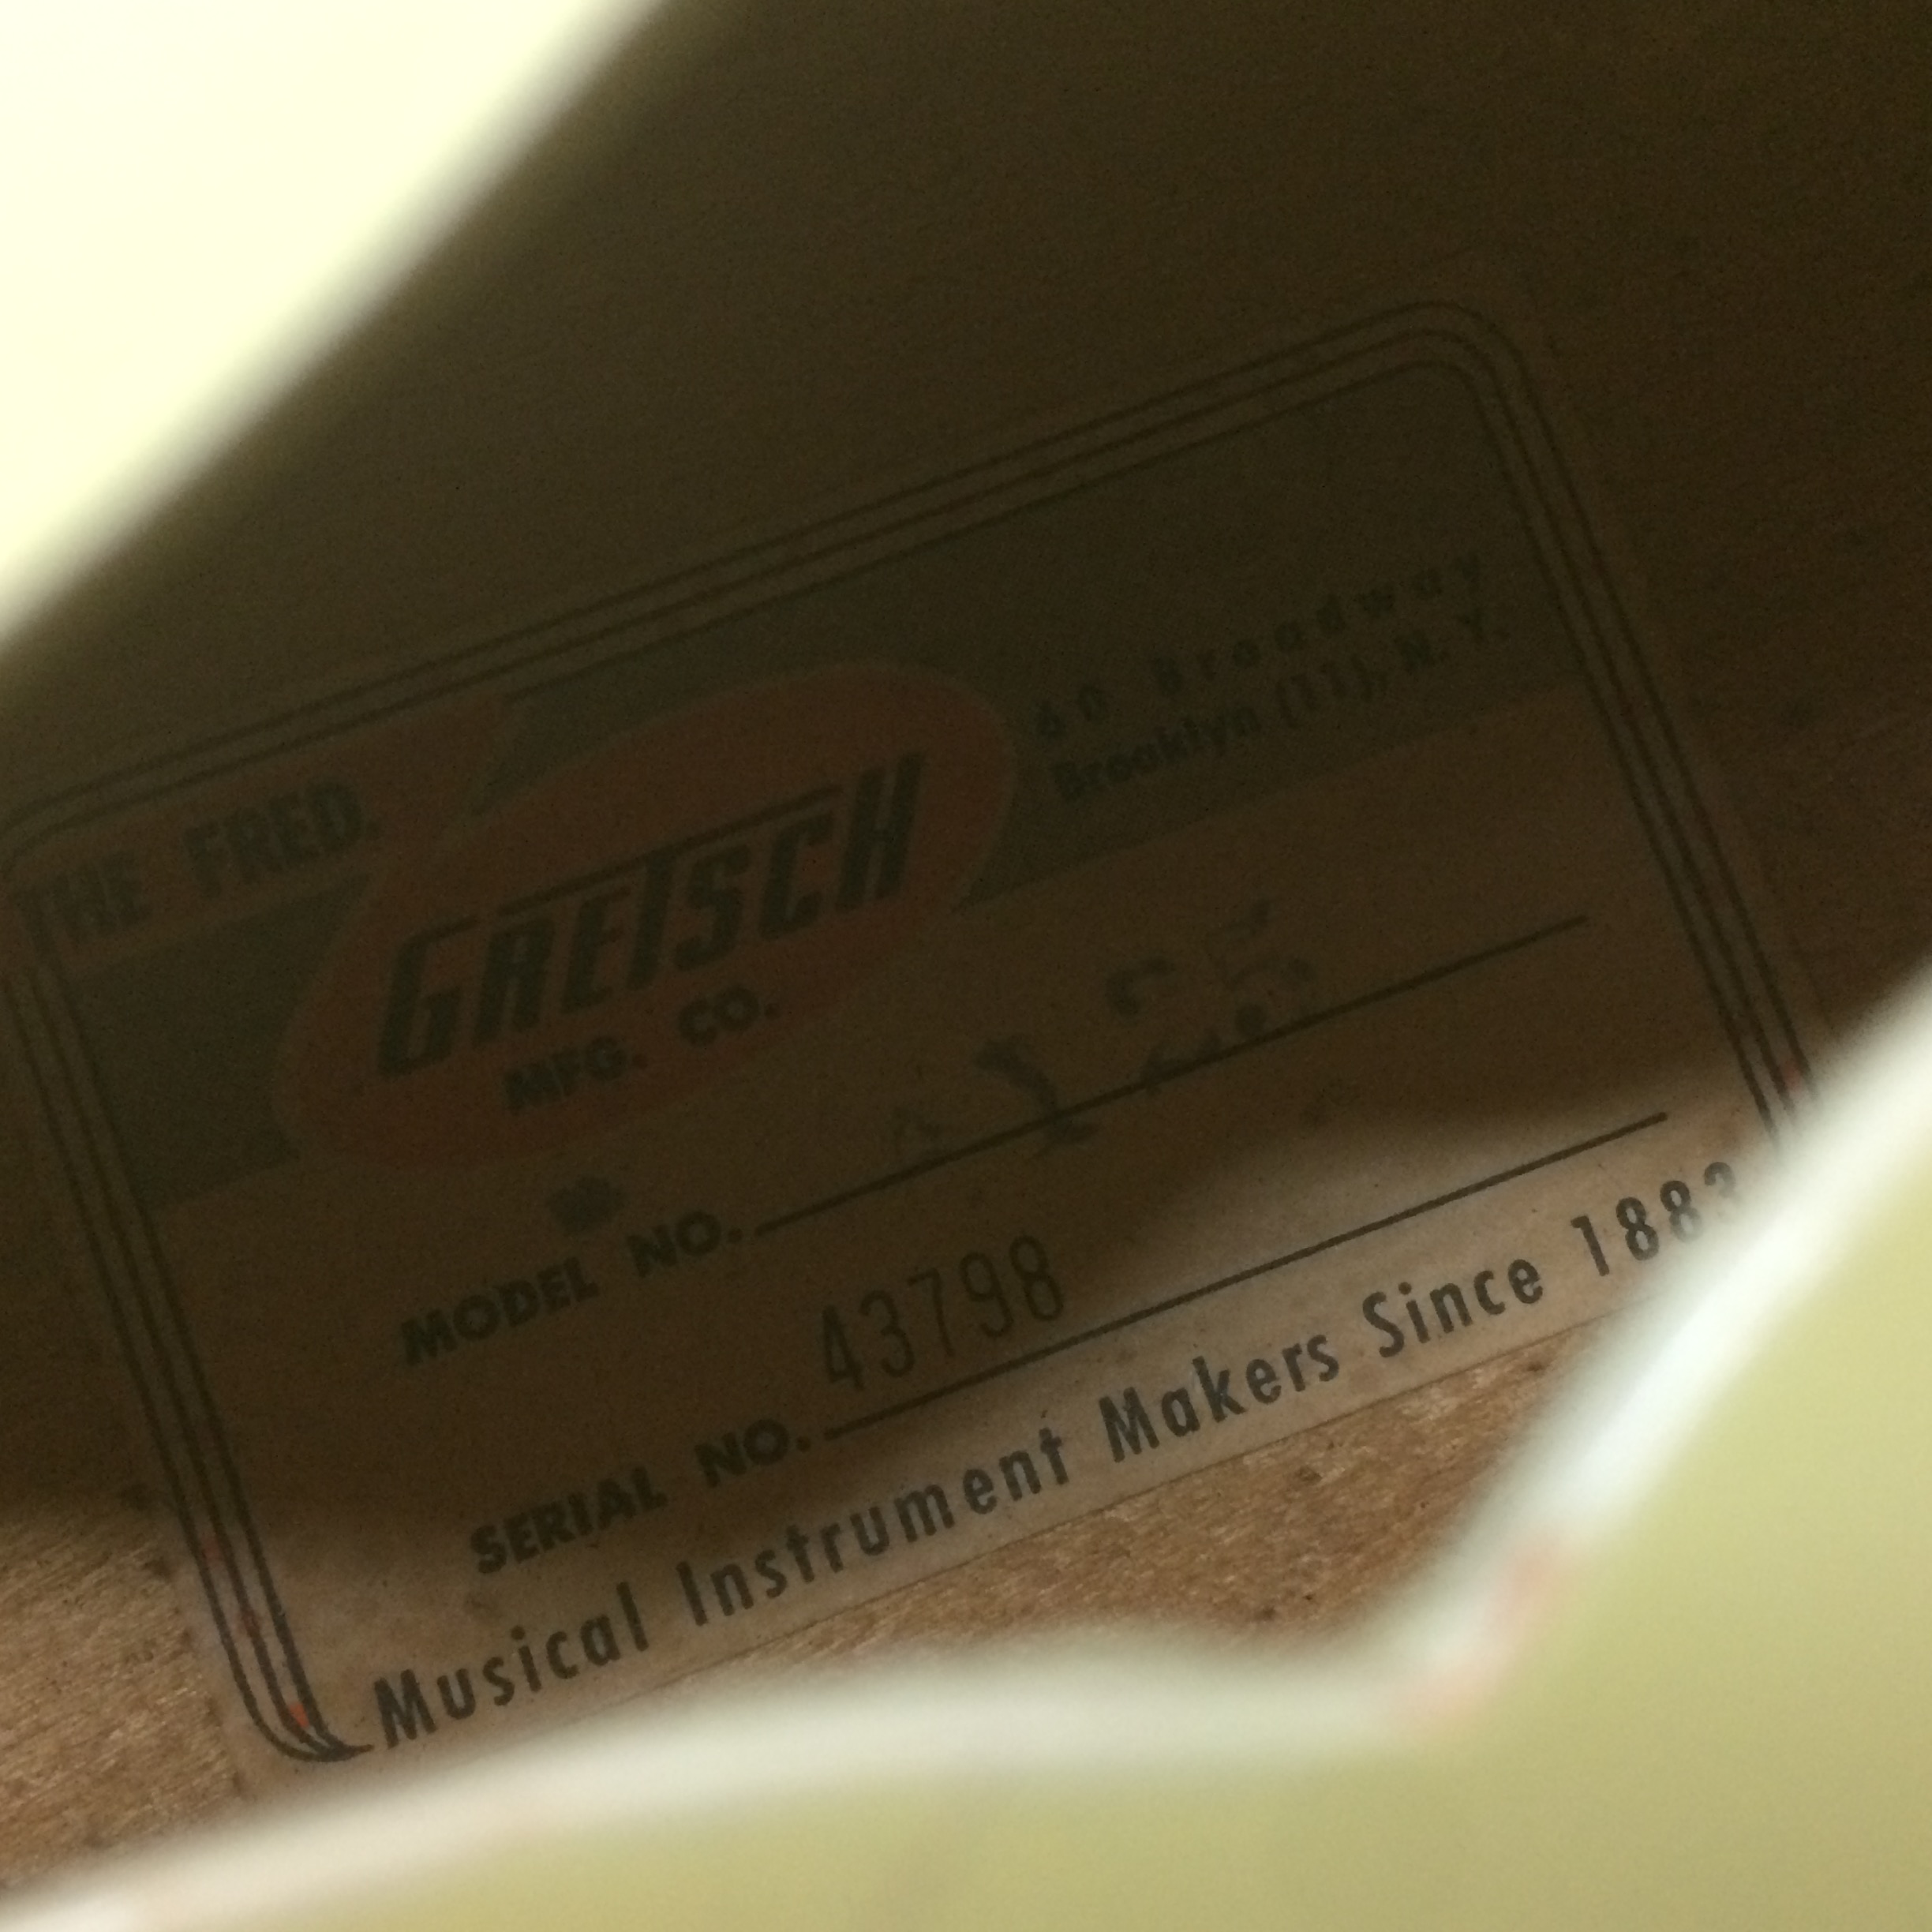 THE FRED.
GRETSCH
MFG. CO.
60 Broadway
Brooklyn (11), N. Y.
MODEL NO.
SERIAL NO. 43798
Musical Instrument Makers Since 1883